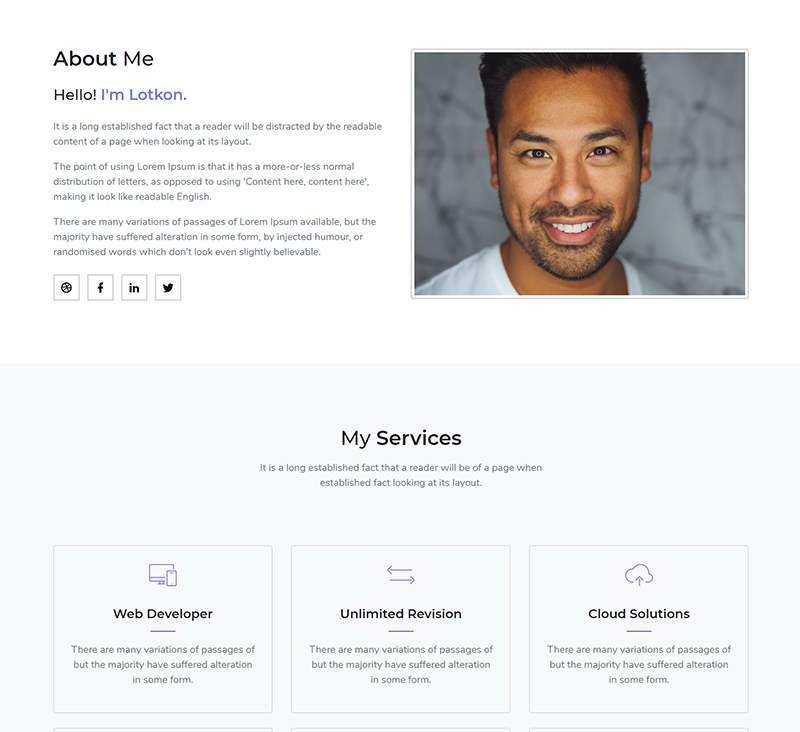 About Me
Hello! I'm Lotkon.
It is a long established fact that a reader will be distracted by the readable
content of a page when looking at its layout.
The point of using Lorem Ipsum is that it has a more-or-less normal
distribution of letters, as opposed to using 'Content here, content here',
making it look like readable English.
There are many variations of passages of Lorem Ipsum available, but the
majority have suffered alteration in some form, by injected humour, or
randomised words which don't look even slightly believable.
My Services
It is a long established fact that a reader will be of a page when
established fact looking at its layout.
Web Developer
There are many variations of passages of
but the majority have suffered alteration
in some form.
Unlimited Revision
There are many variations of passages of
but the majority have suffered alteration
in some form.
Cloud Solutions
There are many variations of passages of
but the majority have suffered alteration
in some form.